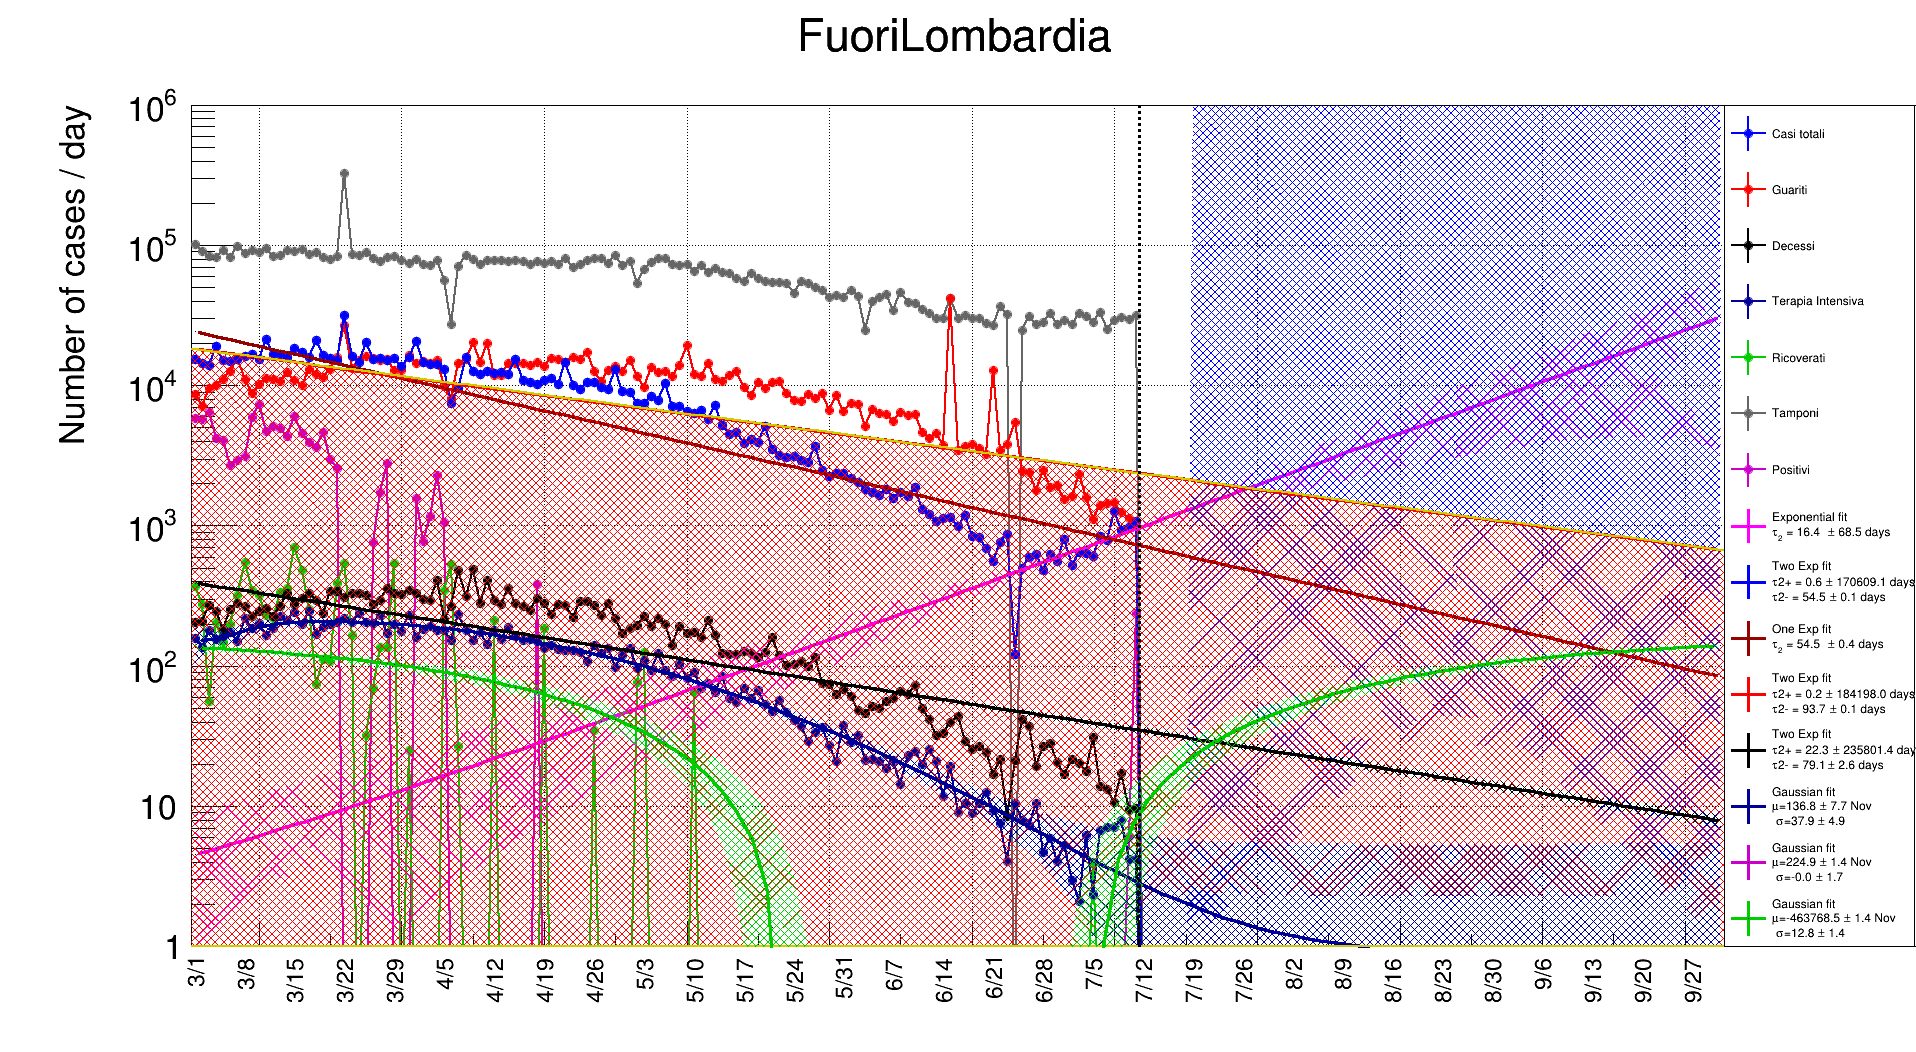 FuoriLombardia
Number of cases / day
10^6
10^5
10^4
10^3
10^2
10
1
3/1
3/8
3/15
3/22
3/29
4/5
4/12
4/19
4/26
5/3
5/10
5/17
5/24
5/31
6/7
6/14
6/21
6/28
7/5
7/12
7/19
7/26
8/2
8/9
8/16
8/23
8/30
9/6
9/13
9/20
9/27
Casi totali
Guariti
Decessi
Terapia Intensiva
Ricoverati
Tamponi
Positivi
Exponential fit
τ₂ = 16.4 ± 68.5 days
Two Exp fit
τ2+ = 0.6 ± 170609.1 days
τ2- = 54.5 ± 0.1 days
One Exp fit
τ₂ = 54.5 ± 0.4 days
Two Exp fit
τ2+ = 0.2 ± 184198.0 days
τ2- = 93.7 ± 0.1 days
Two Exp fit
τ2+ = 22.3 ± 235801.4 day
τ2- = 79.1 ± 2.6 days
Gaussian fit
μ=136.8 ± 7.7 Nov
σ=37.9 ± 4.9
Gaussian fit
μ=224.9 ± 1.4 Nov
σ=-0.0 ± 1.7
Gaussian fit
μ=-463768.5 ± 1.4 Nov
σ=12.8 ± 1.4